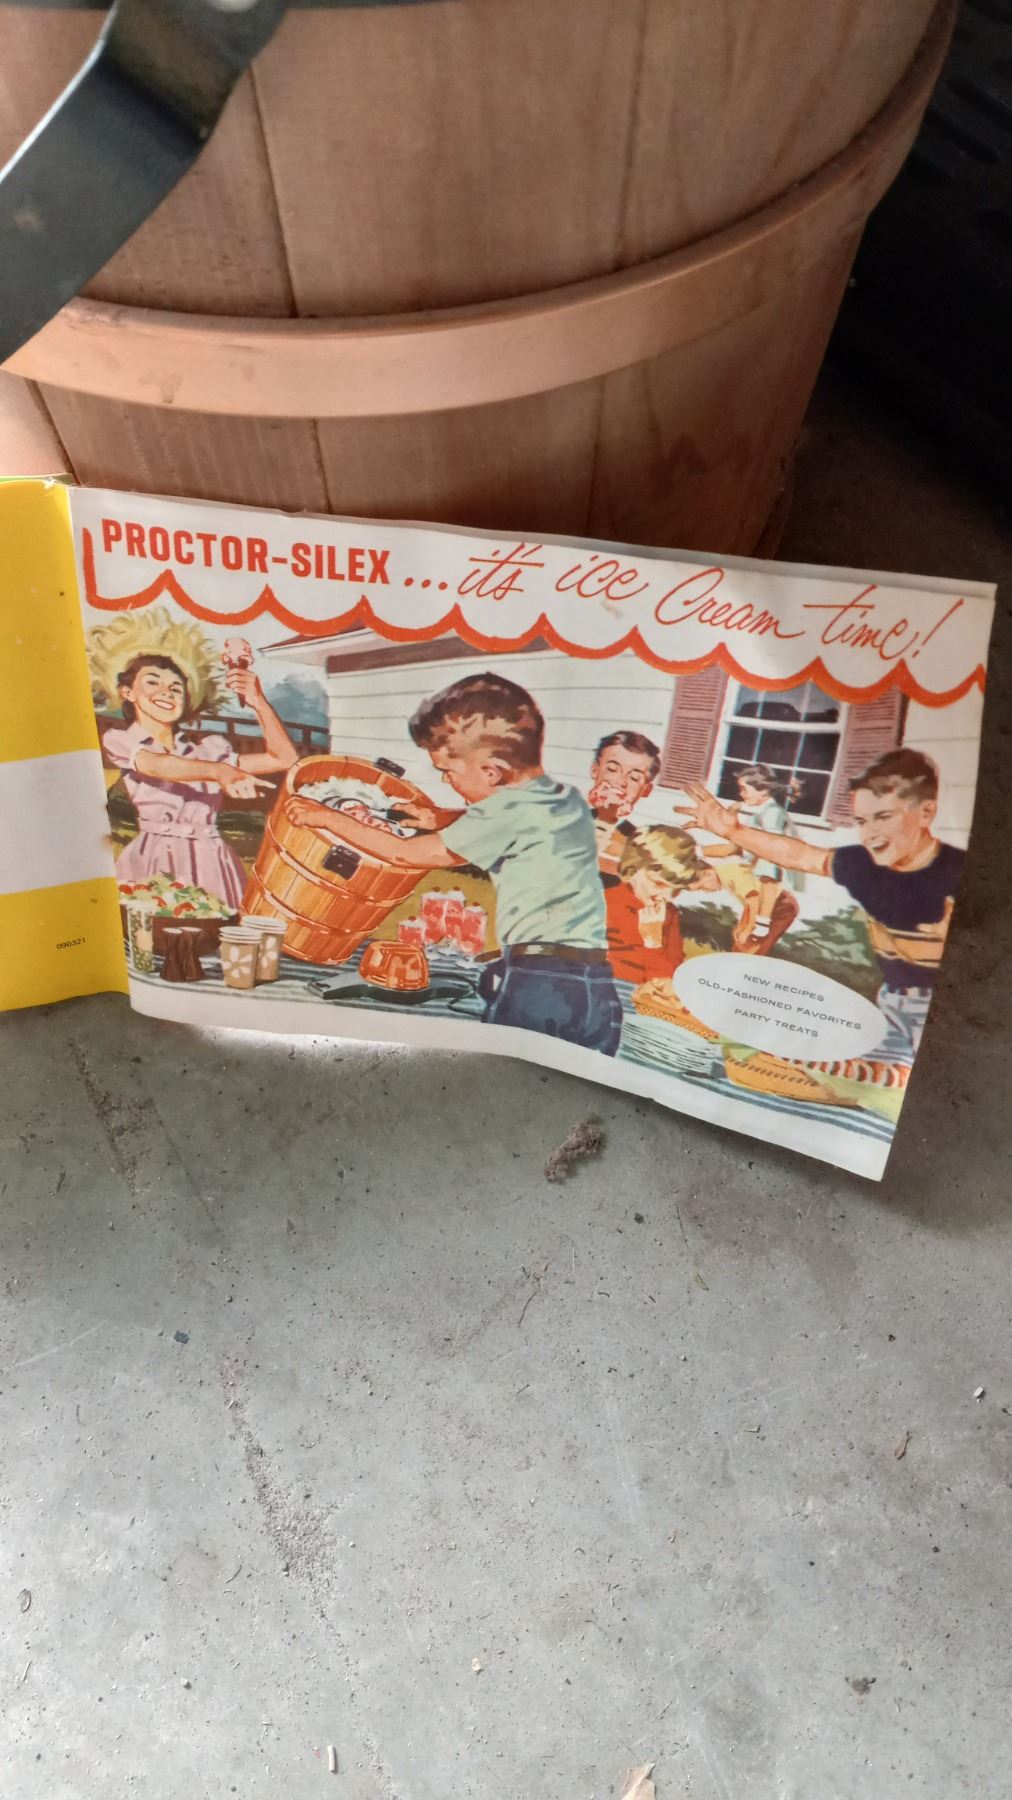 PROCTOR-SILEX ... it's ice Cream time!
NEW RECIPES
OLD-FASHIONED FAVORITES
PARTY TREATS
090321